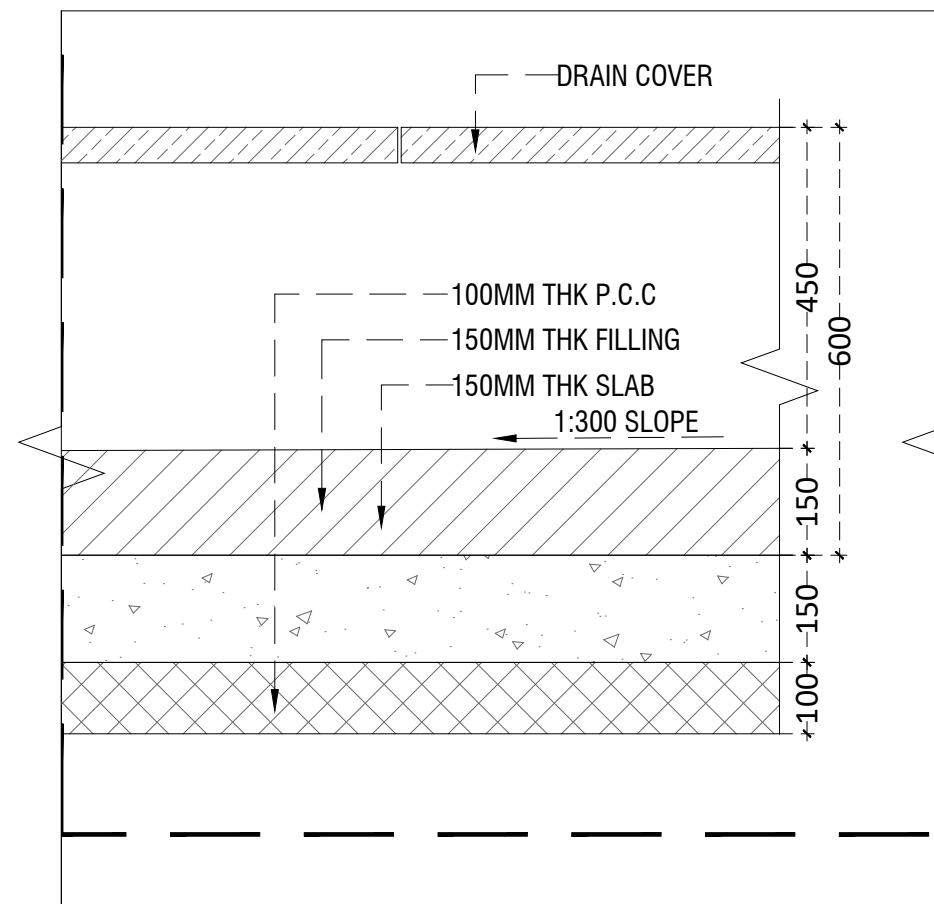 DRAIN COVER
100MM THK P.C.C
150MM THK FILLING
150MM THK SLAB
1:300 SLOPE
450
600
150
150
100